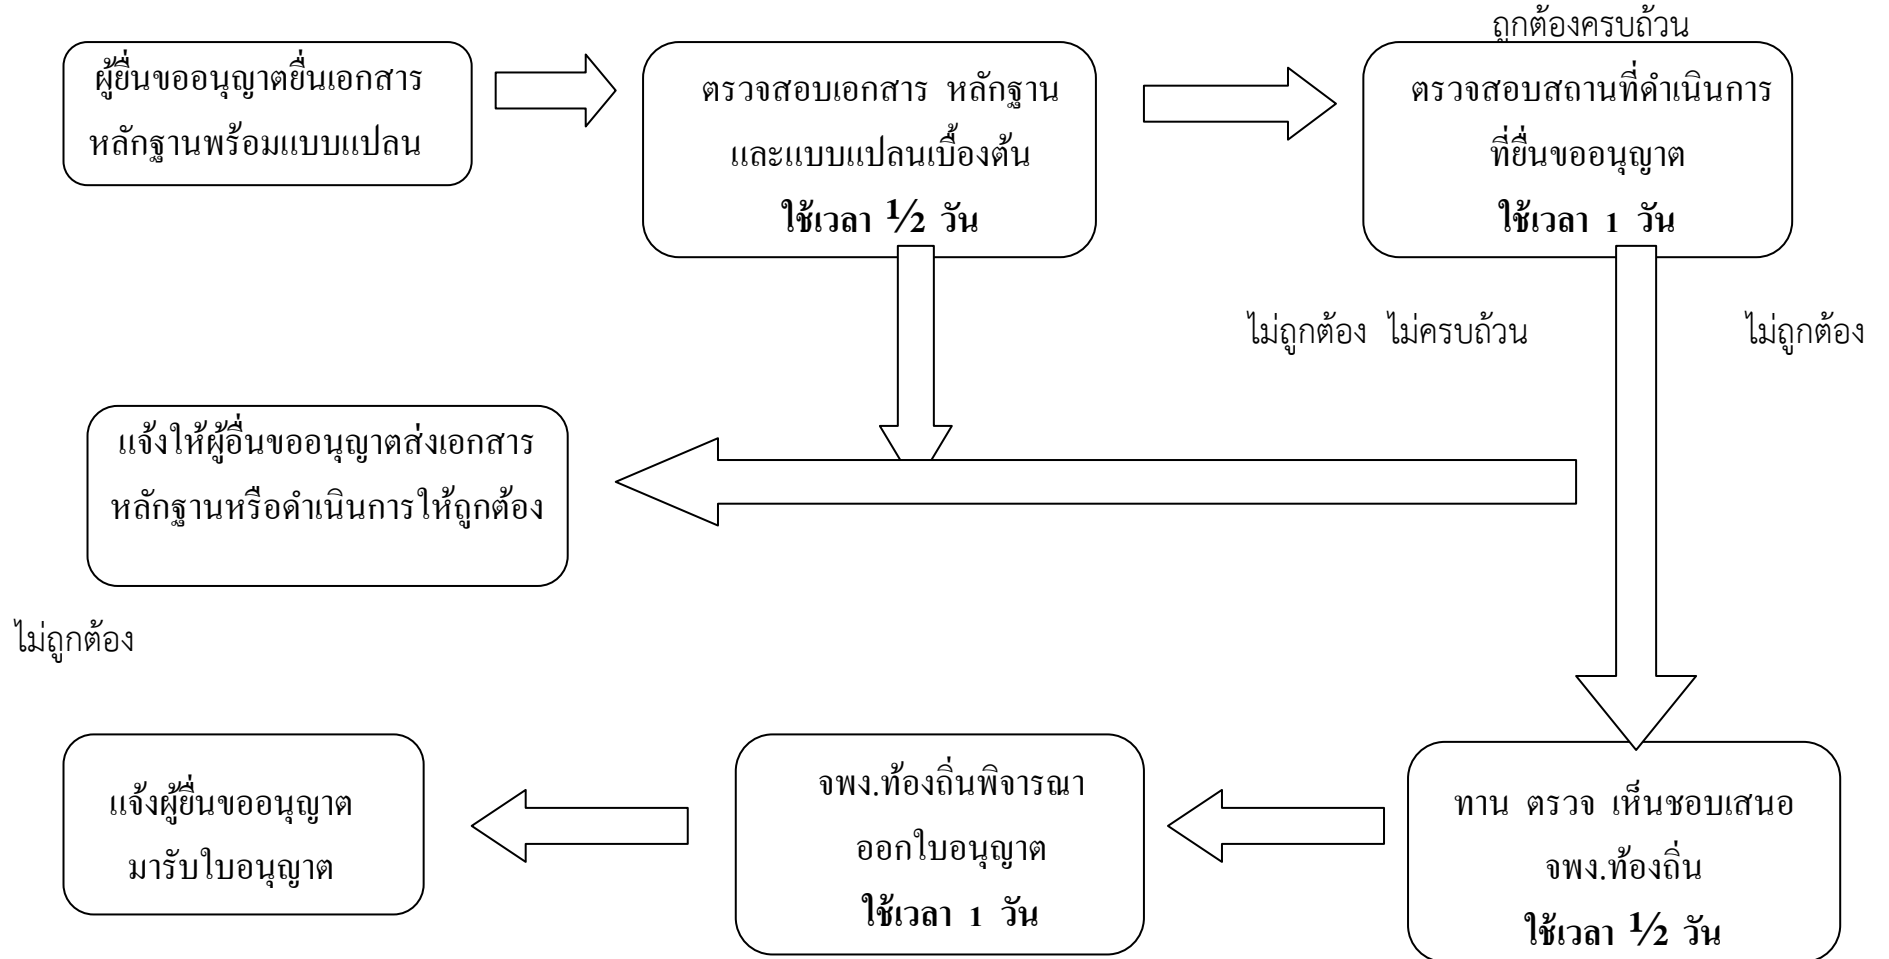 ถูกต้องครบถ้วน
ผู้ยื่นขออนุญาตยื่นเอกสาร
หลักฐานพร้อมแบบแปลน
ตรวจสอบเอกสาร หลักฐาน
และแบบแปลนเบื้องต้น
ใช้เวลา ½ วัน
ตรวจสอบสถานที่ดำเนินการ
ที่ยื่นขออนุญาต
ใช้เวลา 1 วัน
ไม่ถูกต้อง ไม่ครบถ้วน
ไม่ถูกต้อง
แจ้งให้ผู้อื่นขออนุญาตส่งเอกสาร
หลักฐานหรือดำเนินการให้ถูกต้อง
ไม่ถูกต้อง
แจ้งผู้ยื่นขออนุญาต
มารับใบอนุญาต
จพง.ท้องถิ่นพิจารณา
ออกใบอนุญาต
ใช้เวลา 1 วัน
ทาน ตรวจ เห็นชอบเสนอ
จพง.ท้องถิ่น
ใช้เวลา ½ วัน